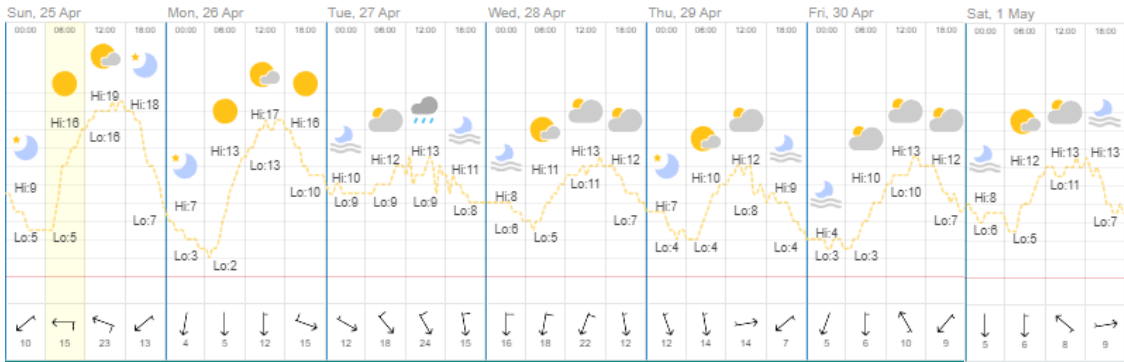 Sun, 25 Apr Mon, 26 Apr Tue, 27 Apr Wed, 28 Apr Thu, 29 Apr Fri, 30 Apr Sat, 1 May
00:00 06:00 12:00 18:00 00:00 06:00 12:00 18:00 00:00 06:00 12:00 18:00 00:00 06:00 12:00 18:00 00:00 06:00 12:00 18:00 00:00 06:00 12:00 18:00 00:00 06:00 12:00 18:00
Hi:9 Hi:16 Hi:19 Hi:18 Hi:7 Hi:13 Hi:17 Hi:16 Hi:10 Hi:12 Hi:13 Hi:11 Hi:8 Hi:11 Hi:13 Hi:12 Hi:7 Hi:10 Hi:12 Hi:9 Hi:4 Hi:10 Hi:13 Hi:12 Hi:8 Hi:12 Hi:13 Hi:13
Lo:5 Lo:5 Lo:16 Lo:7 Lo:3 Lo:2 Lo:13 Lo:10 Lo:9 Lo:9 Lo:9 Lo:8 Lo:6 Lo:5 Lo:11 Lo:7 Lo:4 Lo:4 Lo:8 Lo:4 Lo:3 Lo:3 Lo:10 Lo:7 Lo:6 Lo:5 Lo:11 Lo:7
10 15 23 13 4 5 12 15 12 18 24 15 16 18 22 12 12 14 14 7 5 6 10 9 5 6 8 9